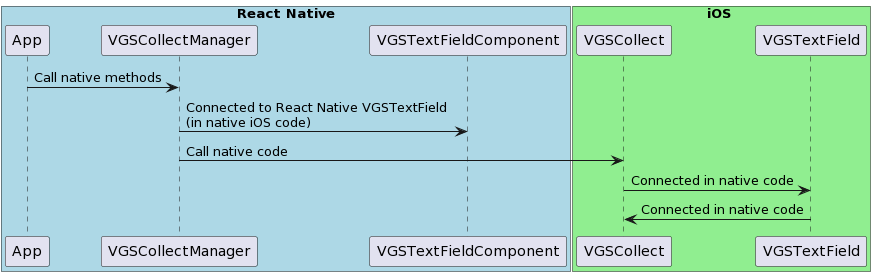 React Native
iOS
App
VGSCollectManager
VGSTextFieldComponent
VGSCollect
VGSTextField
Call native methods
Connected to React Native VGSTextField
(in native iOS code)
Call native code
Connected in native code
Connected in native code
App
VGSCollectManager
VGSTextFieldComponent
VGSCollect
VGSTextField